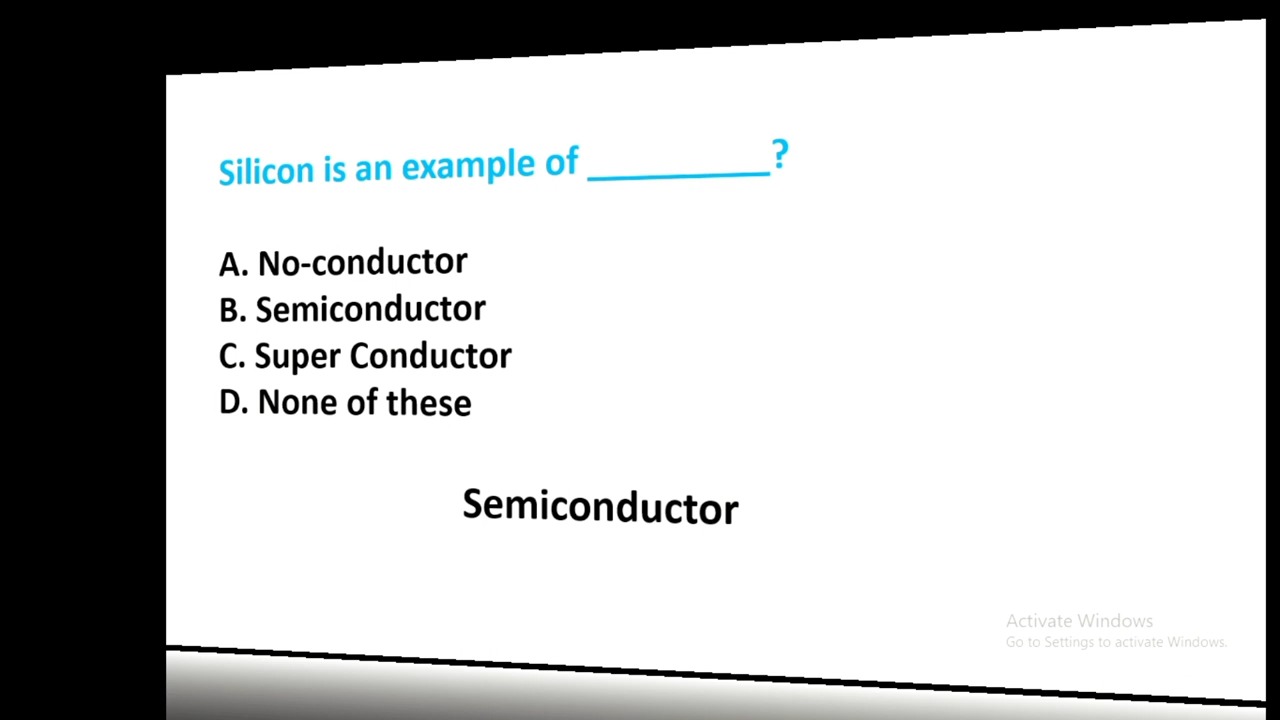 Silicon is an example of __________?
A. No-conductor
B. Semiconductor
C. Super Conductor
D. None of these
Semiconductor
Activate Windows
Go to Settings to activate Windows.